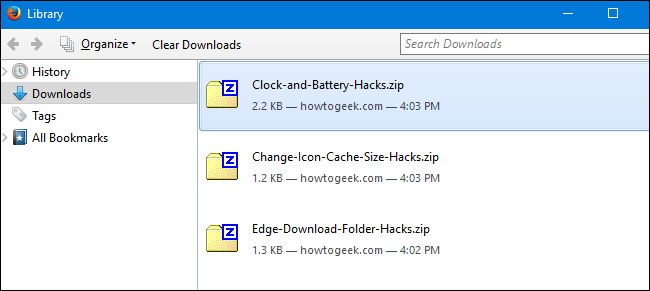 Library
Organize
Clear Downloads
Search Downloads
History
Downloads
Tags
All Bookmarks
Clock-and-Battery-Hacks.zip
2.2 KB — howtogeek.com — 4:03 PM
Change-Icon-Cache-Size-Hacks.zip
1.2 KB — howtogeek.com — 4:03 PM
Edge-Download-Folder-Hacks.zip
1.3 KB — howtogeek.com — 4:02 PM